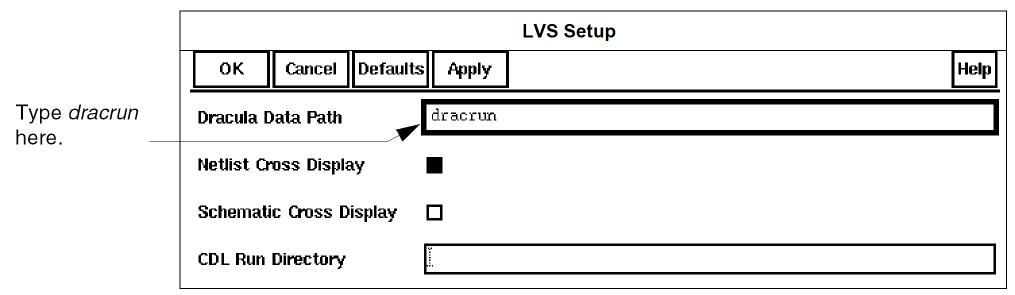 LVS Setup
OK Cancel Defaults Apply Help
Type dracrun
here.
Dracula Data Path dracrun
Netlist Cross Display
Schematic Cross Display
CDL Run Directory